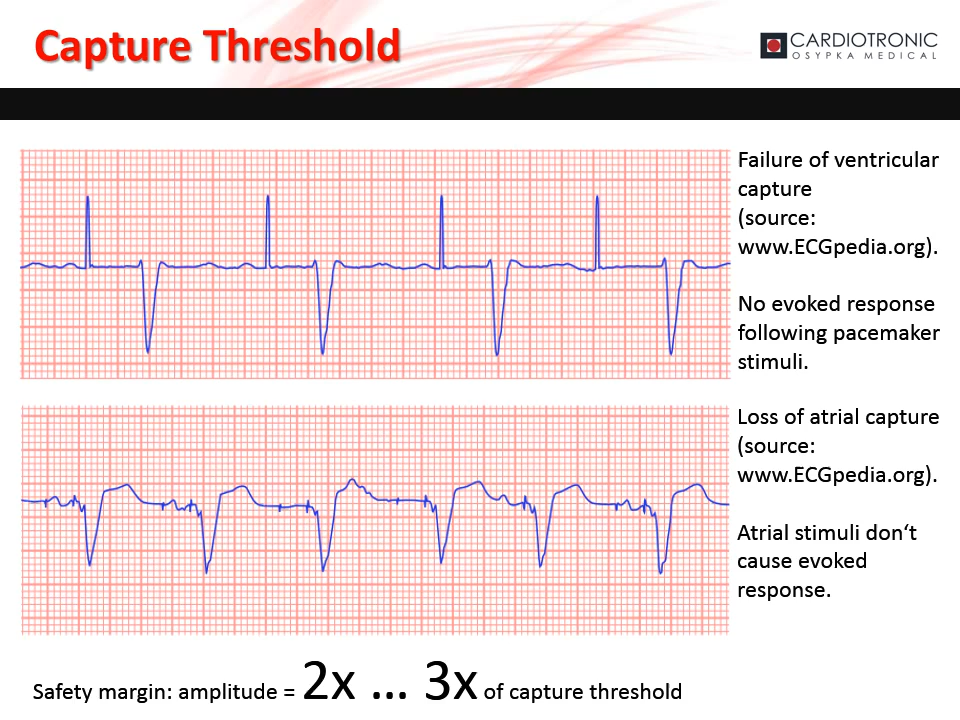 Capture Threshold
CARDIOTRONIC
OSYPKA MEDICAL
Failure of ventricular
capture
(source:
www.ECGpedia.org).
No evoked response
following pacemaker
stimuli.
Loss of atrial capture
(source:
www.ECGpedia.org).
Atrial stimuli don‘t
cause evoked
response.
Safety margin: amplitude = 2x ... 3x of capture threshold